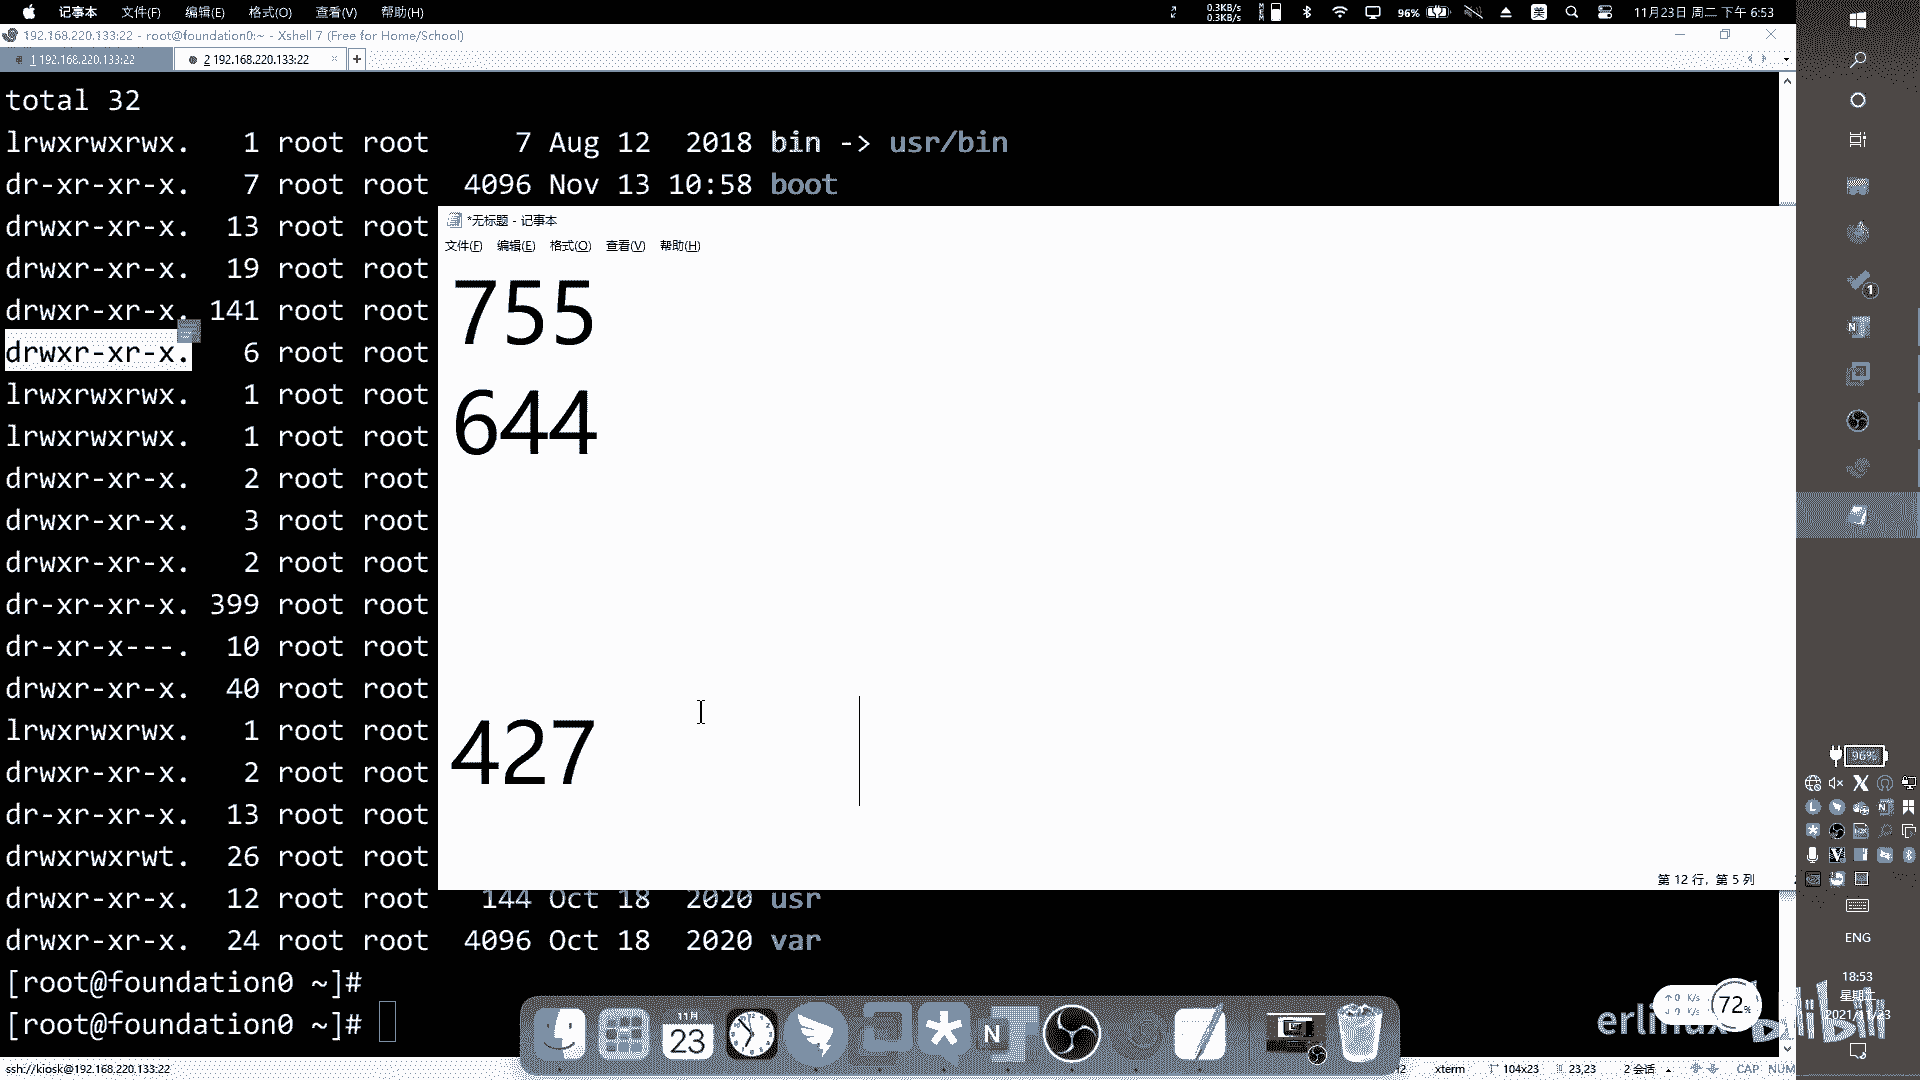 记事本 文件(F) 编辑(E) 格式(O) 查看(V) 帮助(H) 0.3KB/s 0.3KB/s 96% 美 11月23日 周二 下午 6:53
192.168.220.133:22 - root@foundation0:~ - Xshell 7 (Free for Home/School)
1 192.168.220.133:22 2 192.168.220.133:22 × +
total 32
lrwxrwxrwx. 1 root root 7 Aug 12 2018 bin -> usr/bin
dr-xr-xr-x. 7 root root 4096 Nov 13 10:58 boot
drwxr-xr-x. 13 root root
drwxr-xr-x. 19 root root
drwxr-xr-x. 141 root root
drwxr-xr-x. 6 root root
lrwxrwxrwx. 1 root root
lrwxrwxrwx. 1 root root
drwxr-xr-x. 2 root root
drwxr-xr-x. 3 root root
drwxr-xr-x. 2 root root
dr-xr-xr-x. 399 root root
dr-xr-x---. 10 root root
drwxr-xr-x. 40 root root
lrwxrwxrwx. 1 root root
drwxr-xr-x. 2 root root
dr-xr-xr-x. 13 root root
drwxrwxrwt. 26 root root
drwxr-xr-x. 12 root root 144 Oct 18 2020 usr
drwxr-xr-x. 24 root root 4096 Oct 18 2020 var
[root@foundation0 ~]#
[root@foundation0 ~]#
*无标题 - 记事本
文件(F) 编辑(E) 格式(O) 查看(V) 帮助(H)
755
644
427
第 12 行，第 5 列
11月
23
ssh://kiosk@192.168.220.133:22 xterm 104x23 23,23 2 会话 CAP NUM
1
96%
ENG
18:53
72%
bilibili